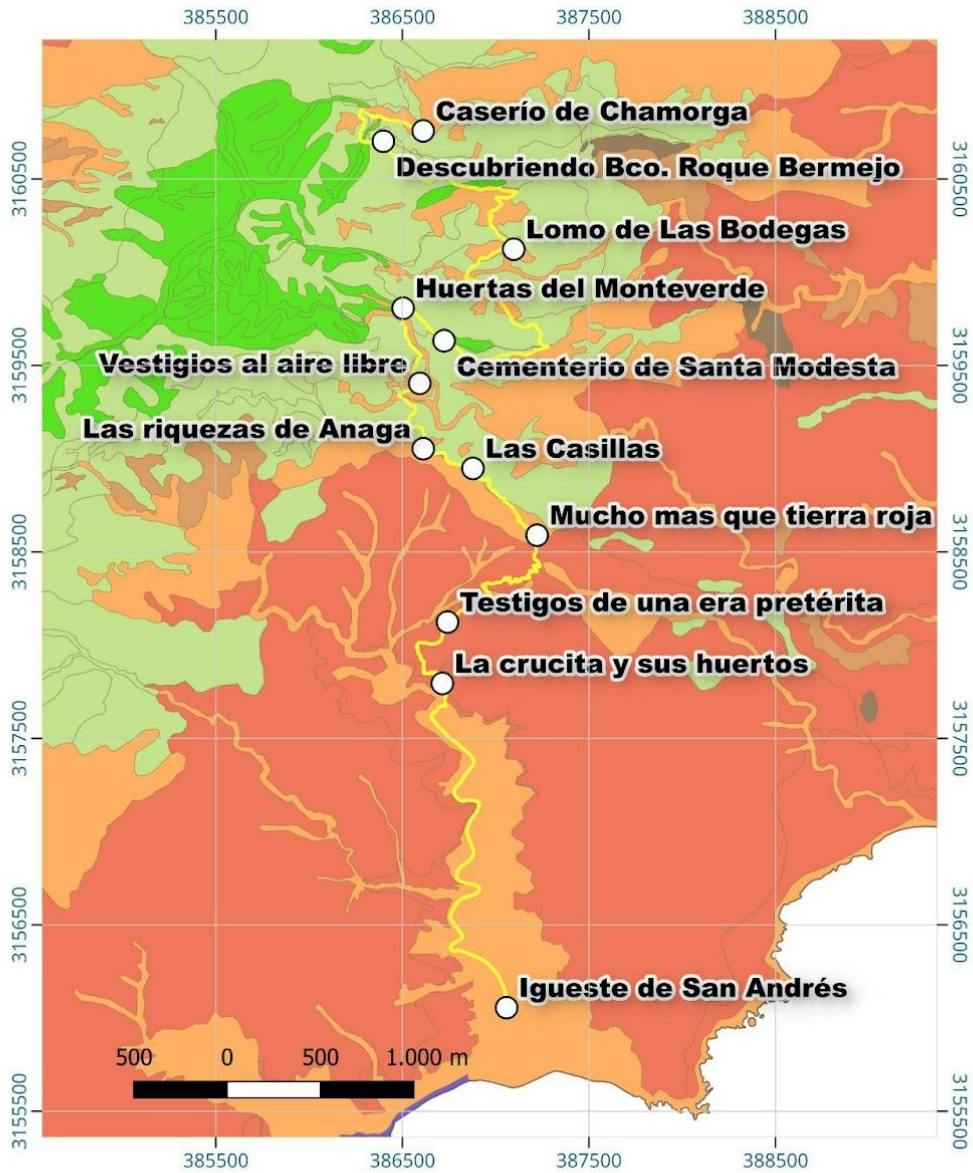 385500 386500 387500 388500
Caserío de Chamorga
3160500 3160500
Descubriendo Bco. Roque Bermejo
Lomo de Las Bodegas
Huertas del Monteverde
3159500 3159500
Vestigios al aire libre
Cementerio de Santa Modesta
Las riquezas de Anaga
Las Casillas
Mucho mas que tierra roja
3158500 3158500
Testigos de una era pretérita
La crucita y sus huertos
3157500 3157500
3156500 3156500
Igueste de San Andrés
500 0 500 1.000 m
3155500 3155500
385500 386500 387500 388500